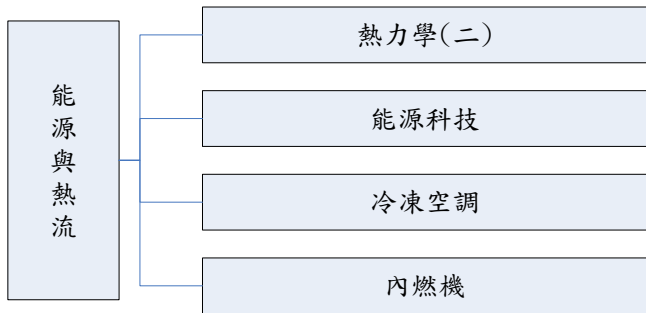 能源與熱流
熱力學(二)
能源科技
冷凍空調
內燃機